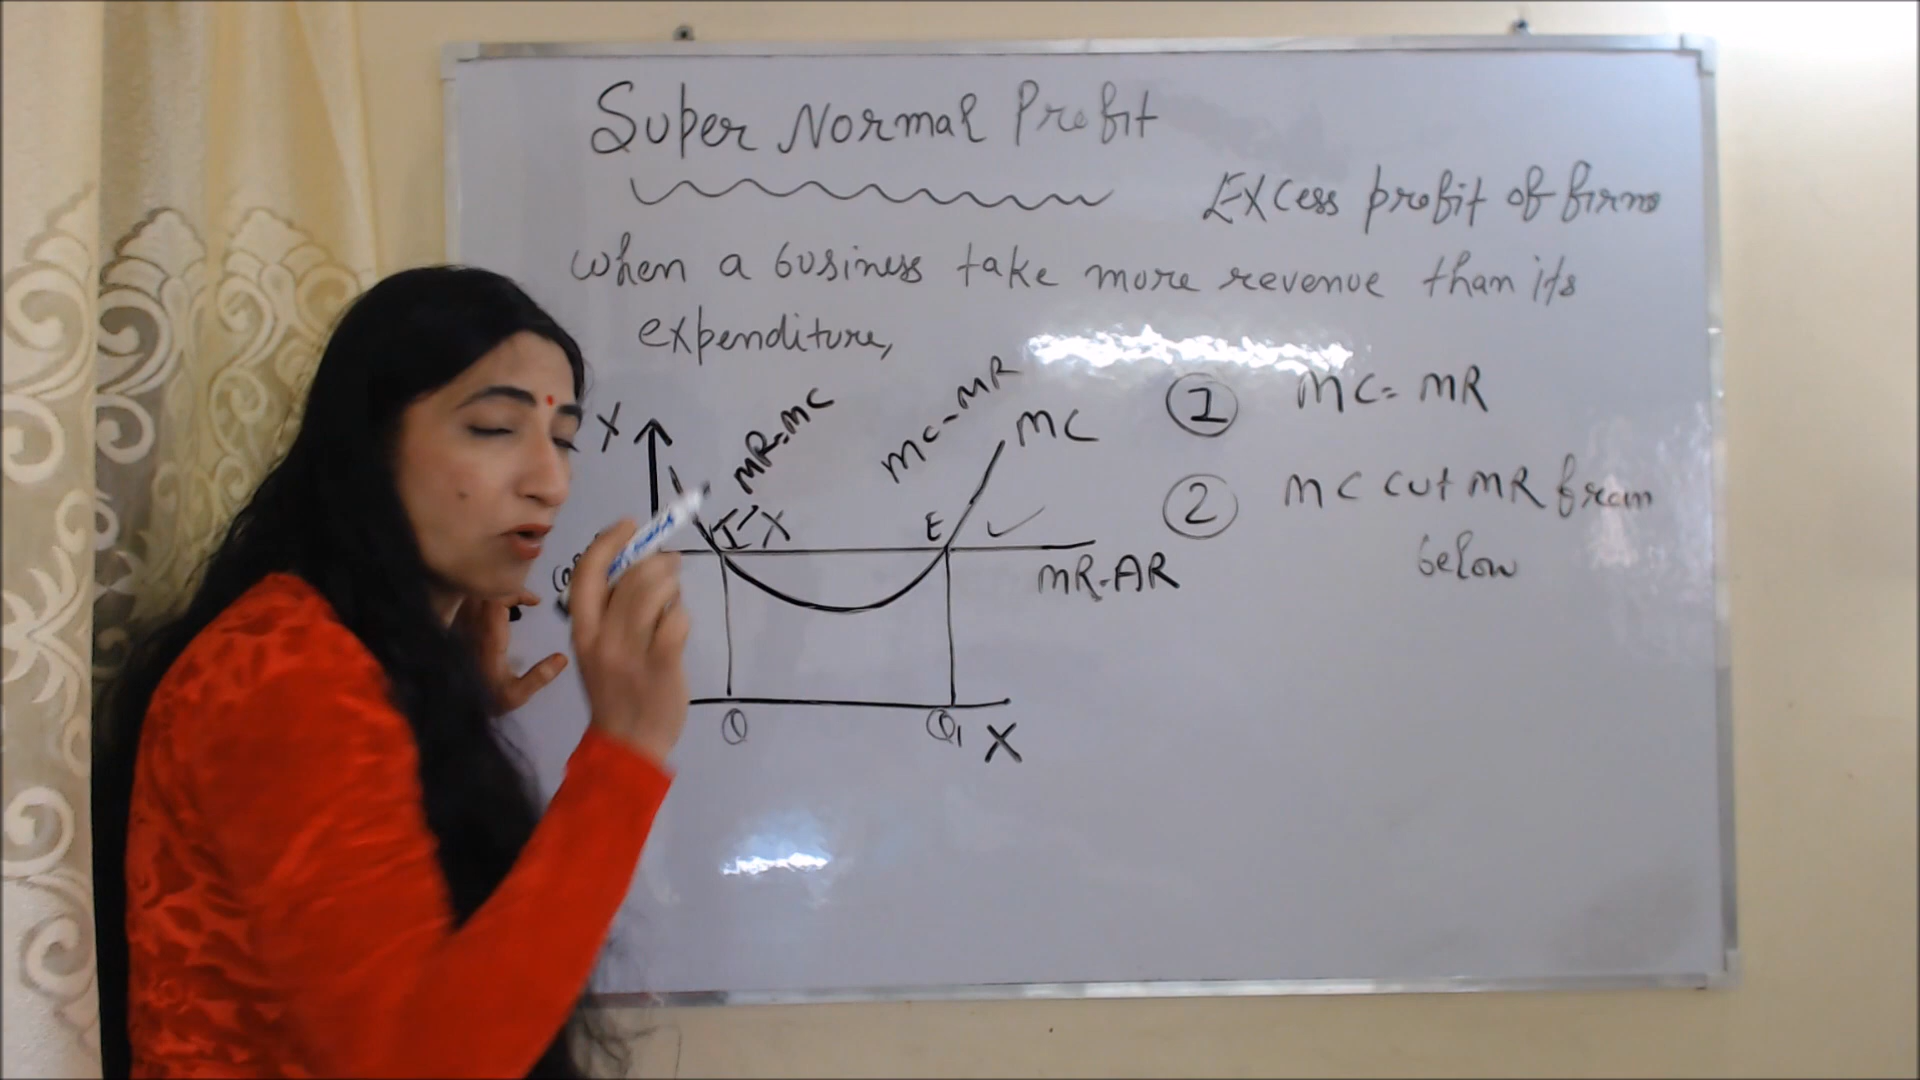 Super Normal Profit
Excess profit of firms
when a business take more revenue than its
expenditure,
MR=MC
MC=MR
MC
X
E
MR=AR
Q
Q1
X
1 MC= MR
2 MC cut MR from
below